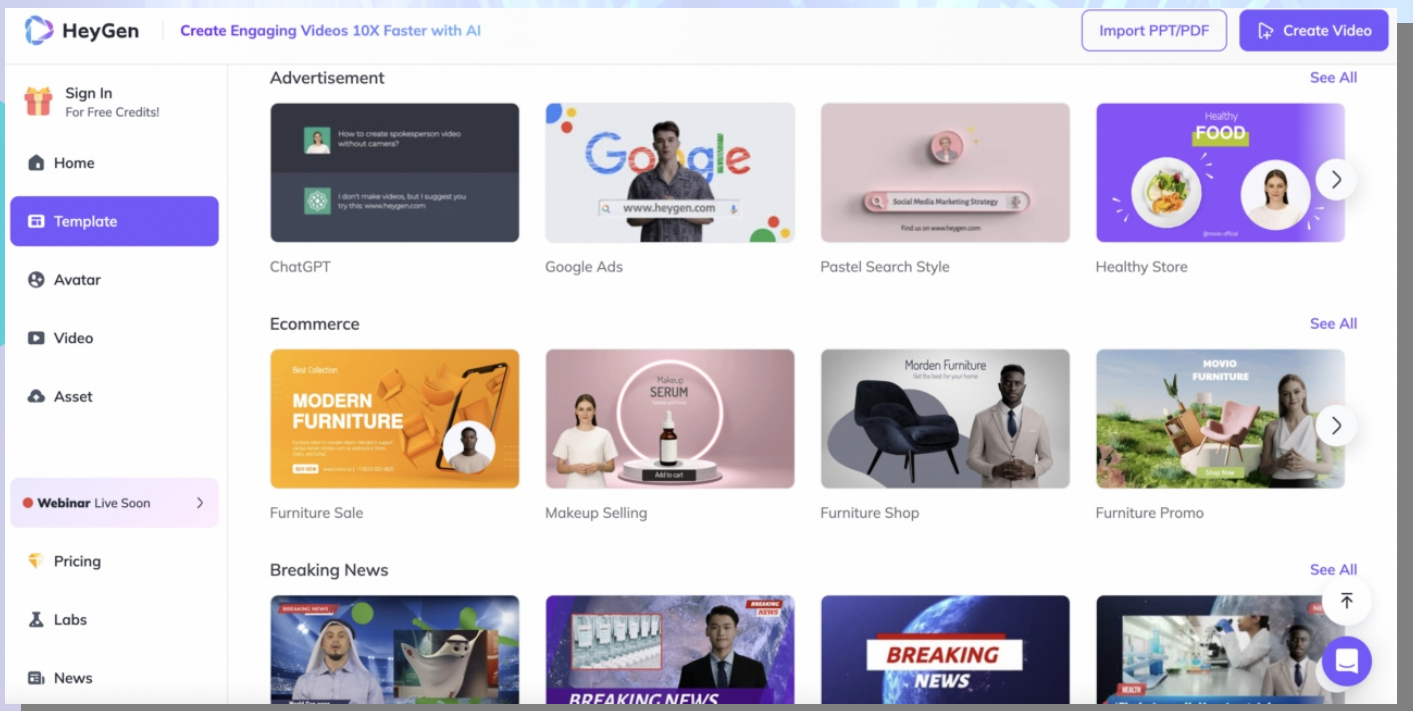 HeyGen
Create Engaging Videos 10X Faster with AI
Import PPT/PDF
Create Video
Sign In
For Free Credits!
Home
Template
Avatar
Video
Asset
Webinar Live Soon
Pricing
Labs
News
Advertisement
See All
How to create spokesperson video
without camera?
I don't make videos, but I suggest you
try this: www.heygen.com
ChatGPT
Google
www.heygen.com
Google Ads
Social Media Marketing Strategy
Find us on www.heygen.com
Pastel Search Style
Healthy
FOOD
@movio-official
Healthy Store
Ecommerce
See All
Best Collection
MODERN
FURNITURE
BUY NOW
Furniture Sale
Makeup
SERUM
Add to cart
Makeup Selling
Morden Furniture
Get the best for your home
Furniture Shop
MOVIO
FURNITURE
Shop Now
Furniture Promo
Breaking News
See All
BREAKING NEWS
BREAKING
NEWS
BREAKING NEWS
BREAKING
NEWS
HEALTH